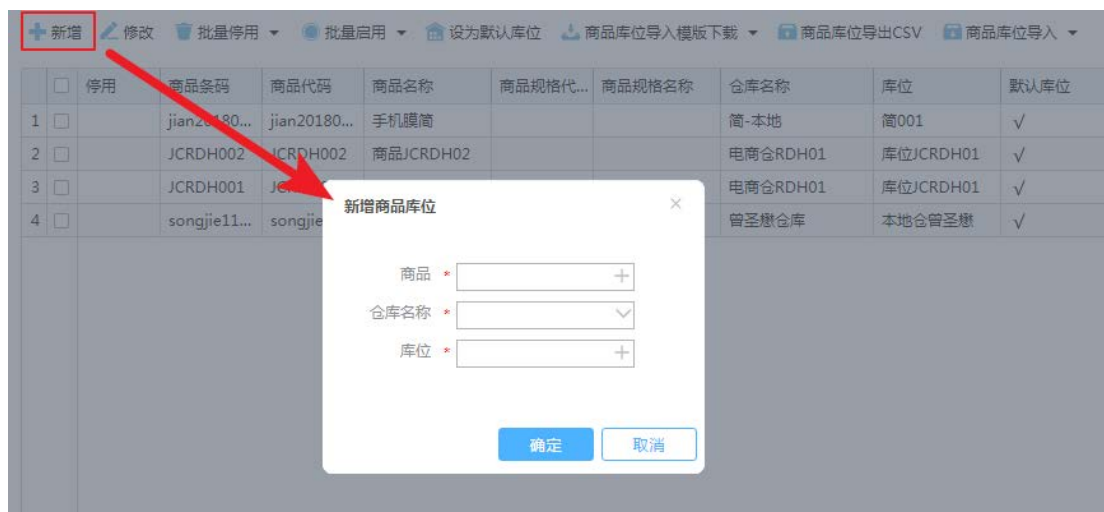 新增 修改 批量停用 批量启用 设为默认库位 商品库位导入模版下载 商品库位导出CSV 商品库位导入
停用 商品条码 商品代码 商品名称 商品规格代... 商品规格名称 仓库名称 库位 默认库位
1 jian20180... jian20180... 手机膜简 简-本地 简001 √
2 JCRDH002 JCRDH002 商品JCRDH02 电商仓RDH01 库位JCRDH01 √
3 JCRDH001 电商仓RDH01 库位JCRDH01 √
4 songjie11... songjie 曾圣懋仓库 本地仓曾圣懋 √
新增商品库位 ×
商品 * +
仓库名称 *
库位 * +
确定 取消